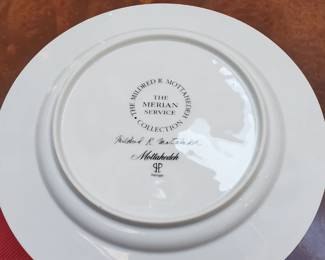 THE MILDRED R. MOTTAHEDEH COLLECTION
THE
MERIAN
SERVICE
Mildred R. Mottahedeh
Mottahedeh